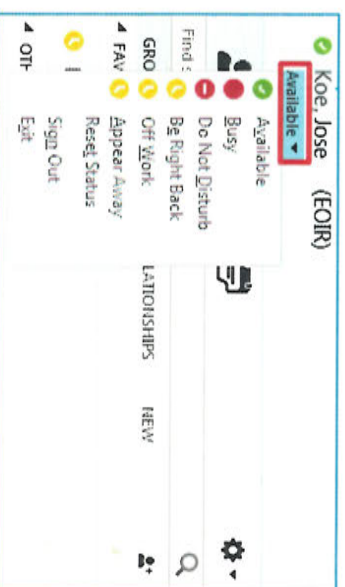 Koe, Jose (EOIR)
Available
Available
Busy
Find
Do Not Disturb
Be Right Back
GRO
Off Work
LATIONSHIPS
NEW
FAV
Appear Away
Reset Status
Sign Out
OTH
Exit